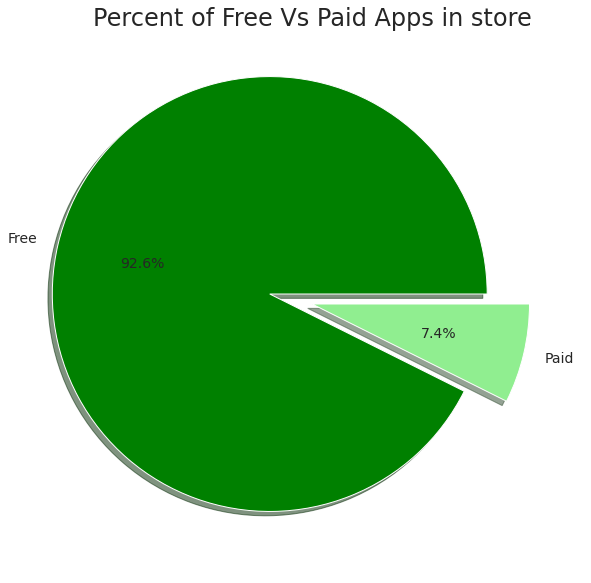 Percent of Free Vs Paid Apps in store
Free
92.6%
7.4%
Paid